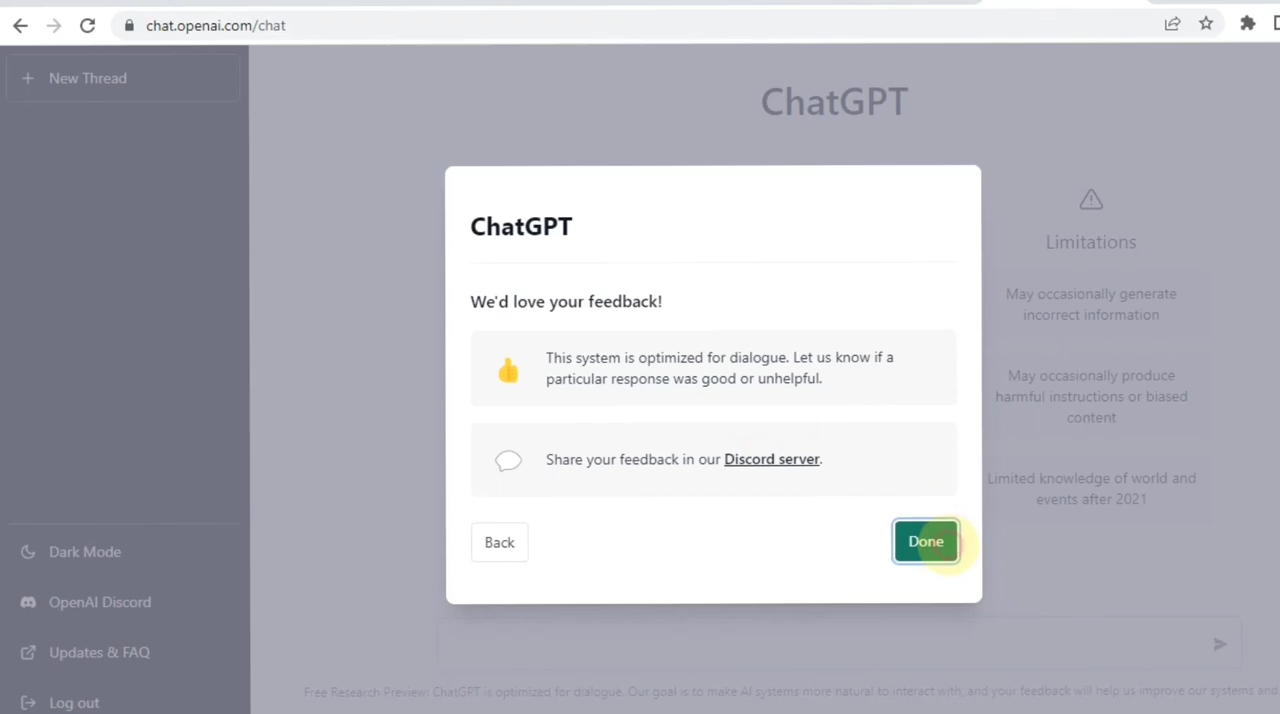 chat.openai.com/chat
New Thread
ChatGPT
Limitations
May occasionally generate
incorrect information
May occasionally produce
harmful instructions or biased
content
Limited knowledge of world and
events after 2021
ChatGPT
We'd love your feedback!
This system is optimized for dialogue. Let us know if a
particular response was good or unhelpful.
Share your feedback in our Discord server.
Back
Done
Dark Mode
OpenAI Discord
Updates & FAQ
Log out
Free Research Preview: ChatGPT is optimized for dialogue. Our goal is to make AI systems more natural to interact with, and your feedback will help us improve our systems and